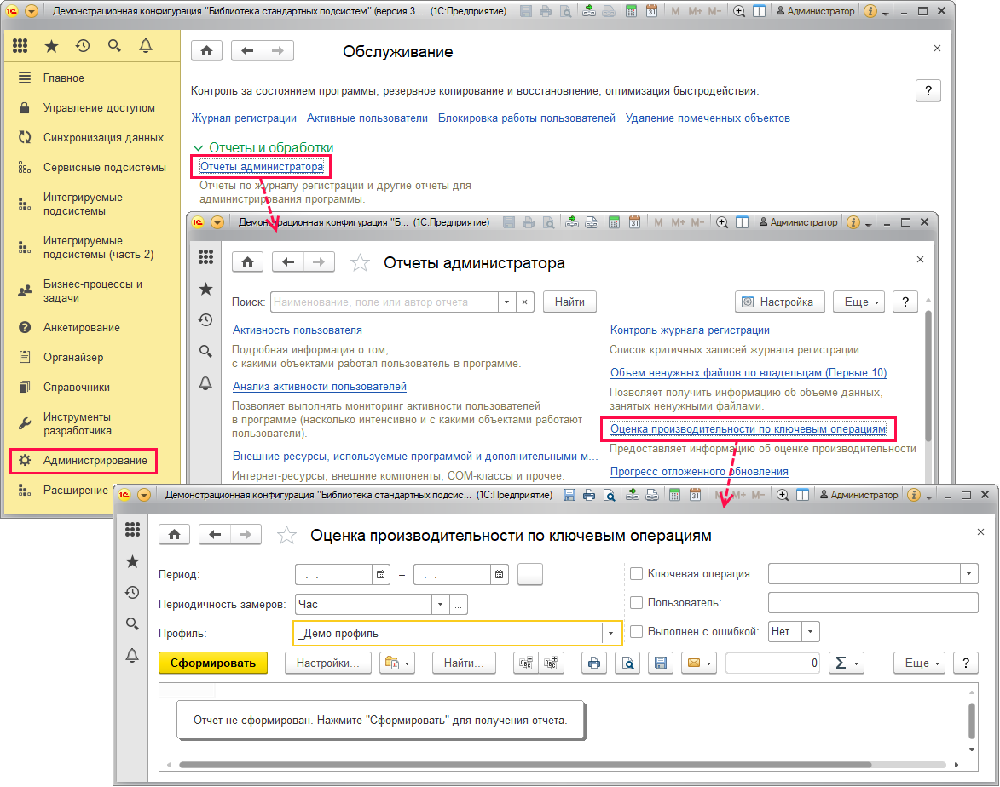 Демонстрационная конфигурация "Библиотека стандартных подсистем" (версия 3.... (1С:Предприятие)
M M+ M-
Администратор
Главное
Управление доступом
Синхронизация данных
Сервисные подсистемы
Интегрируемые
подсистемы
Интегрируемые
подсистемы (часть 2)
Бизнес-процессы и
задачи
Анкетирование
Органайзер
Справочники
Инструменты
разработчика
Администрирование
Расширение
Обслуживание
Контроль за состоянием программы, резервное копирование и восстановление, оптимизация быстродействия.
?
Журнал регистрации Активные пользователи Блокировка работы пользователей Удаление помеченных объектов
Отчеты и обработки
Отчеты администратора
Отчеты по журналу регистрации и другие отчеты для
администрирования программы.
Демонстрационная конфигурация "Б... (1С:Предприятие)
M M+ M-
Администратор
Отчеты администратора
Поиск: Наименование, поле или автор отчета Найти Настройка Еще ?
Активность пользователя
Подробная информация о том,
с какими объектами работал пользователь в программе.
Анализ активности пользователей
Позволяет выполнять мониторинг активности пользователей
в программе (насколько интенсивно и с какими объектами работают
пользователи).
Внешние ресурсы, используемые программой и дополнительными м...
Интернет-ресурсы, внешние компоненты, COM-классы и прочее.
Контроль журнала регистрации
Список критичных записей журнала регистрации.
Объем ненужных файлов по владельцам (Первые 10)
Позволяет получить информацию об объеме данных,
занятых ненужными файлами.
Оценка производительности по ключевым операциям
Предоставляет информацию об оценке производительности
Прогресс отложенного обновления
Демонстрационная конфигурация "Библиотека стандартных подсис... (1С:Предприятие)
M M+ M-
Администратор
Оценка производительности по ключевым операциям
Период: . . – . . ...
Периодичность замеров: Час ...
Профиль: _Демо профиль
Ключевая операция:
Пользователь:
Выполнен с ошибкой: Нет
Сформировать Настройки... Найти... 0 Σ Еще ?
Отчет не сформирован. Нажмите "Сформировать" для получения отчета.